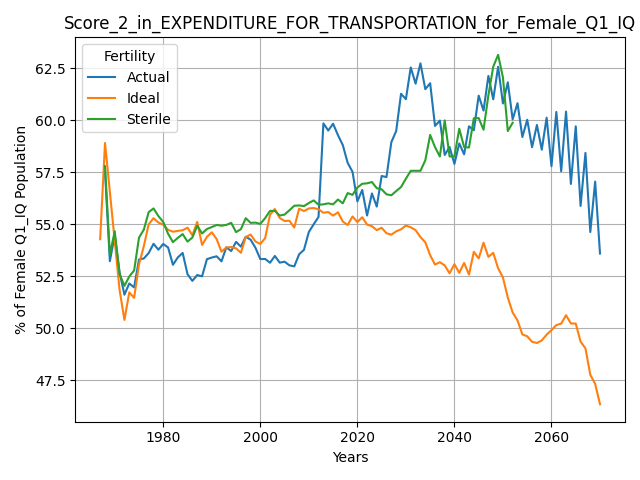 Score_2_in_EXPENDITURE_FOR_TRANSPORTATION_for_Female_Q1_IQ
Fertility
Actual
Ideal
Sterile
% of Female Q1_IQ Population
62.5
60.0
57.5
55.0
52.5
50.0
47.5
1980
2000
2020
2040
2060
Years